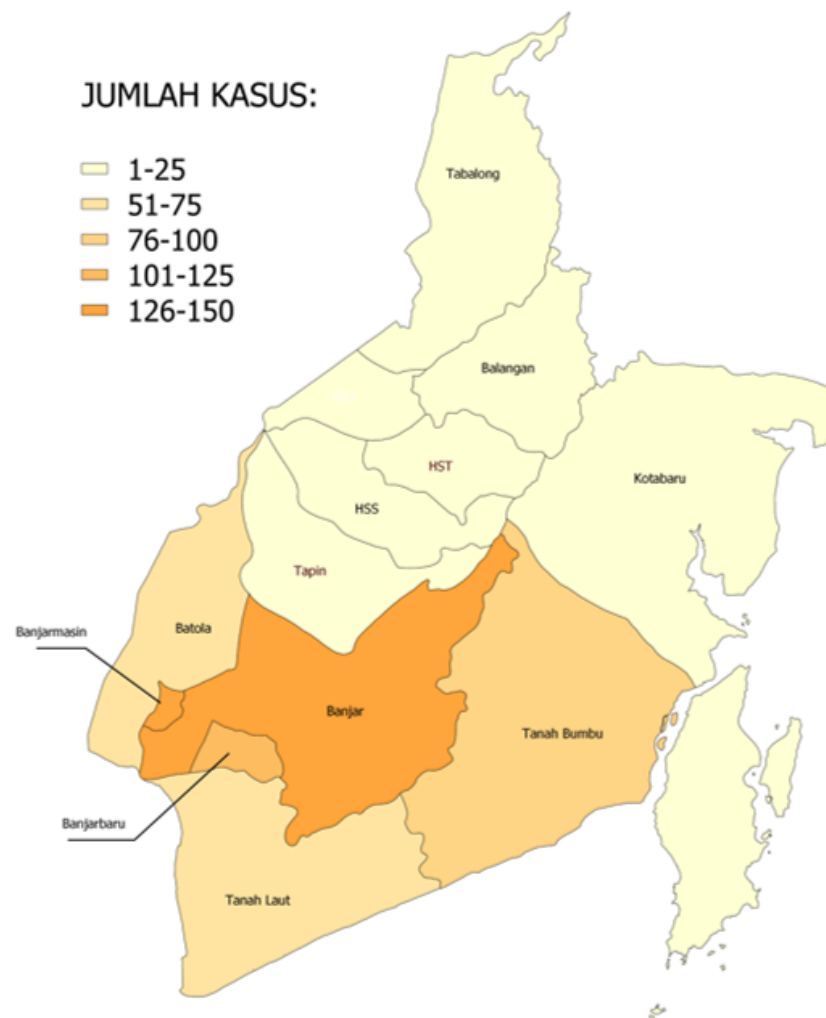 JUMLAH KASUS:
1-25
51-75
76-100
101-125
126-150
Tabalong
Balangan
HST
Kotabaru
HSS
Tapin
Banjarmasin
Batola
Banjar
Tanah Bumbu
Banjarbaru
Tanah Laut